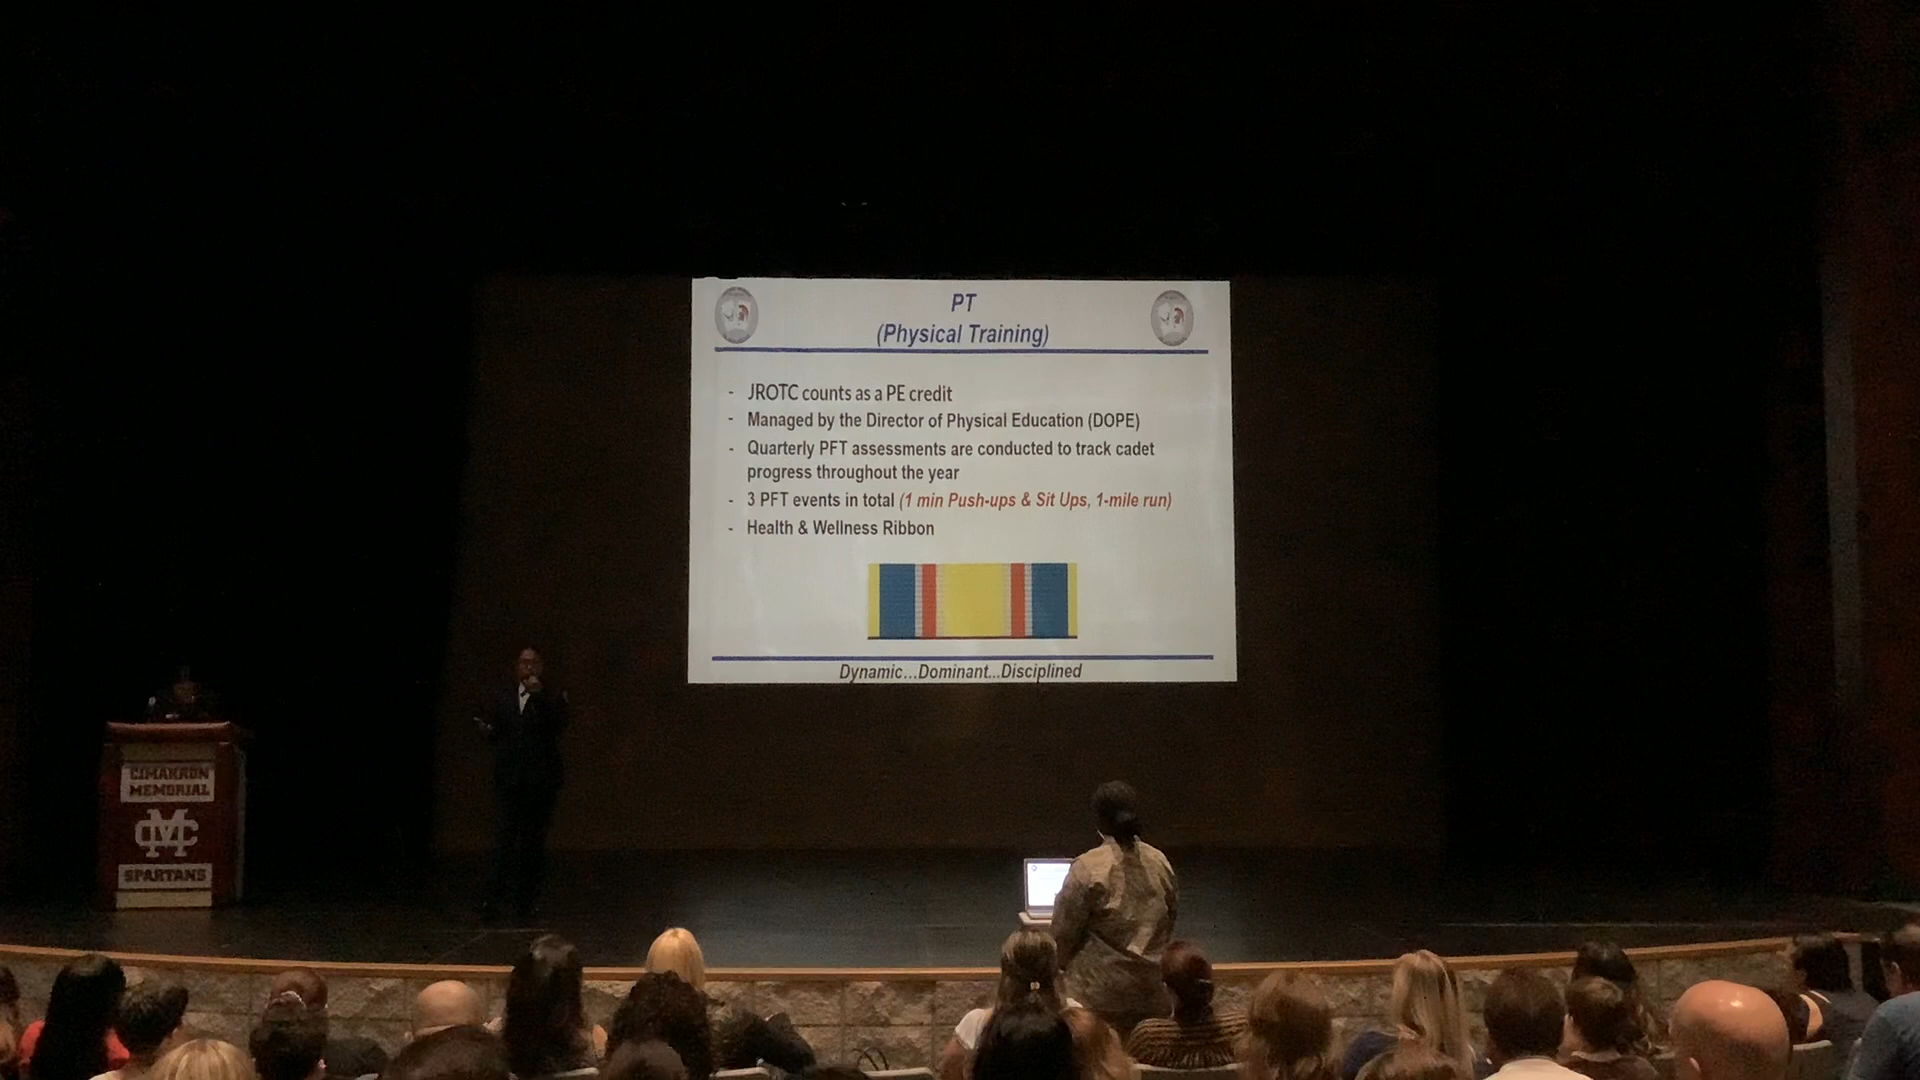 PT
(Physical Training)
- JROTC counts as a PE credit
- Managed by the Director of Physical Education (DOPE)
- Quarterly PFT assessments are conducted to track cadet
progress throughout the year
- 3 PFT events in total (1 min Push-ups & Sit Ups, 1-mile run)
- Health & Wellness Ribbon
Dynamic...Dominant...Disciplined
CIMARRON
MEMORIAL
CM
SPARTANS